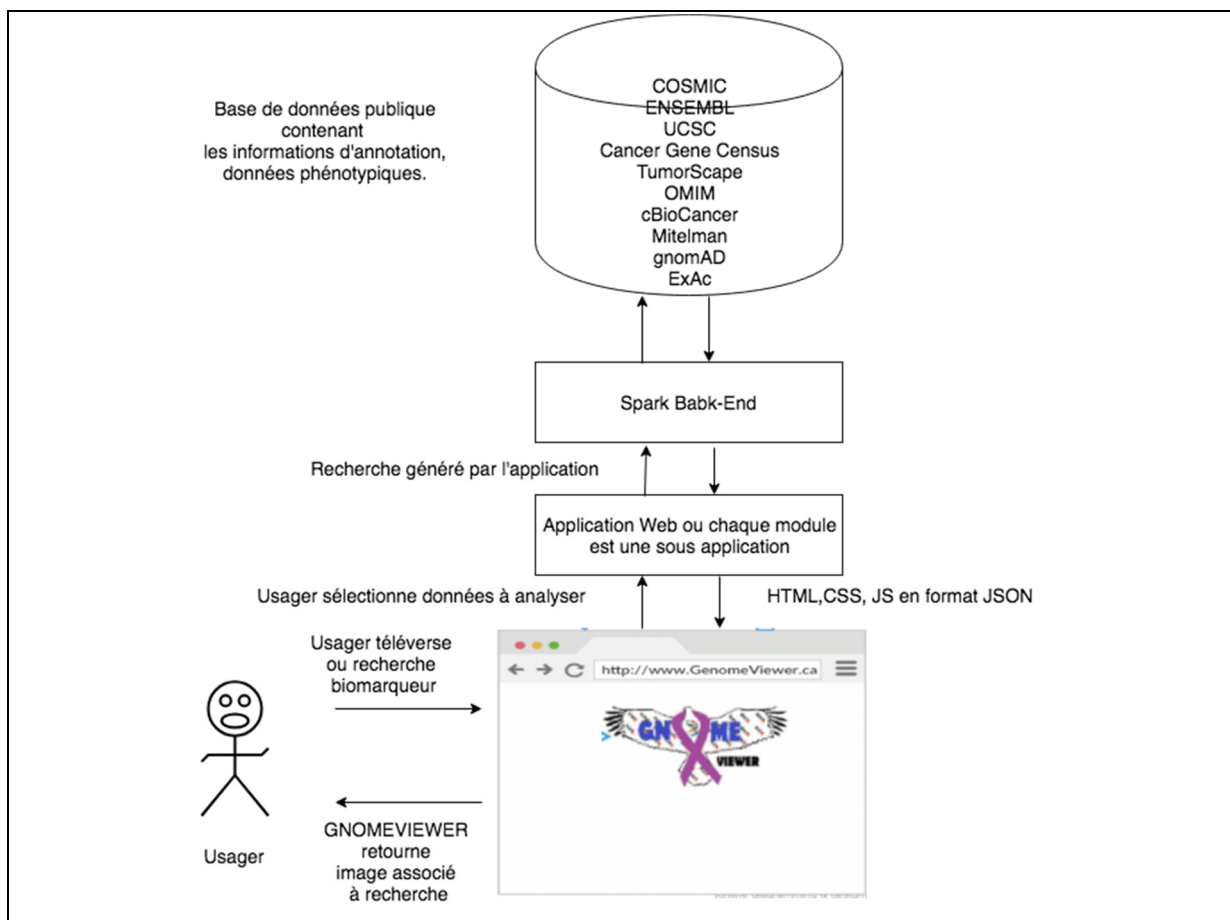 COSMIC
ENSEMBL
UCSC
Cancer Gene Census
TumorScape
OMIM
cBioCancer
Mitelman
gnomAD
ExAc
Base de données publique
contenant
les informations d'annotation,
données phénotypiques.
Spark Babk-End
Recherche généré par l'application
Application Web ou chaque module
est une sous application
Usager sélectionne données à analyser
HTML,CSS, JS en format JSON
Usager téléverse
ou recherche
biomarqueur
http://www.GenomeViewer.ca
GN ME
VIEWER
GNOMEVIEWER
retourne
image associé
à recherche
Usager